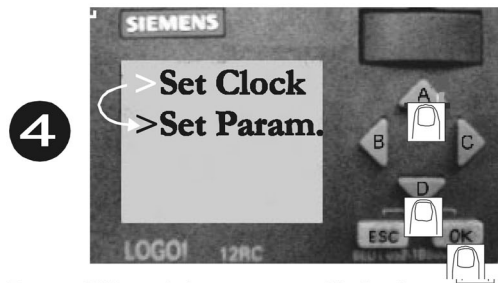 4
SIEMENS
>Set Clock
>Set Param.
A
B
C
D
ESC
OK
LOGO! 12RC